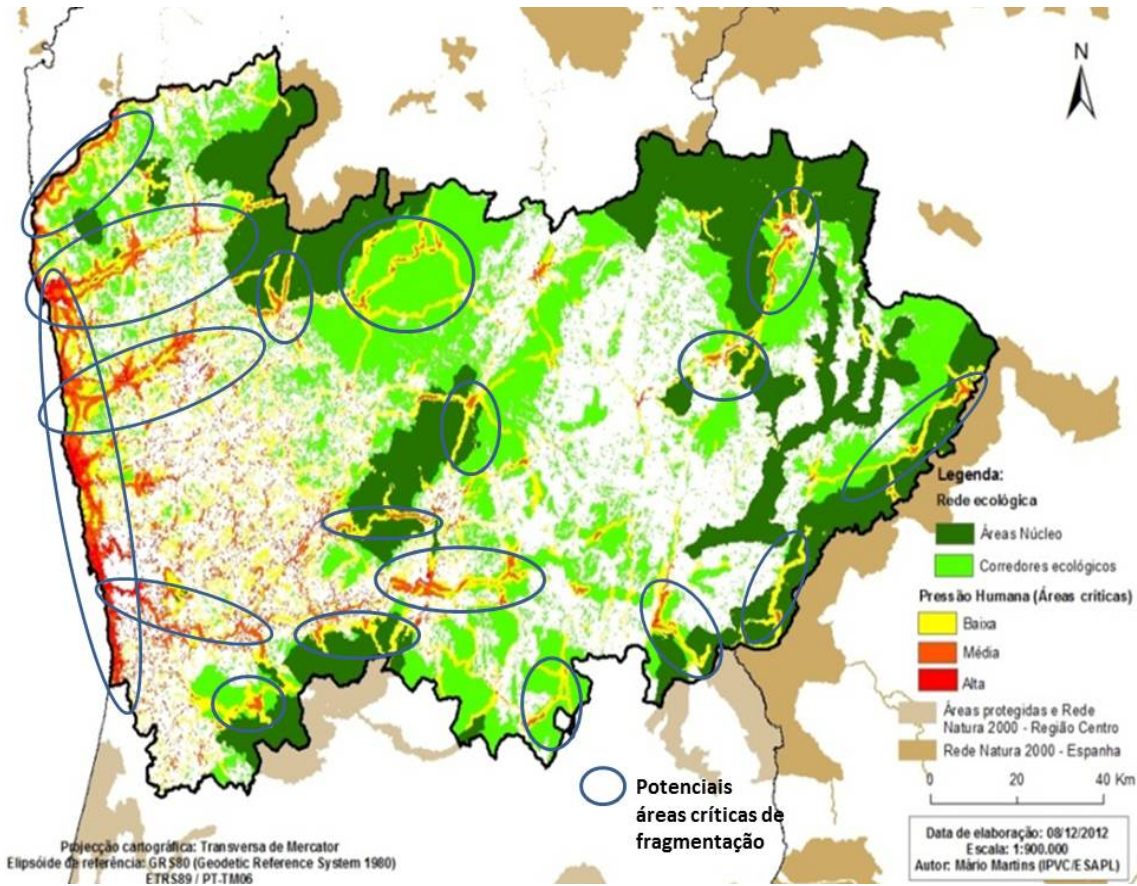 N
Legenda:
Rede ecológica
Áreas Núcleo
Corredores ecológicos
Pressão Humana (Áreas críticas)
Baixa
Média
Alta
Áreas protegidas e Rede
Natura 2000 - Região Centro
Rede Natura 2000 - Espanha
0 20 40 Km
Potenciais
áreas críticas de
fragmentação
Projecção cartográfica: Transversa de Mercator
Elipsóide de referência: GRS80 (Geodetic Reference System 1980)
ETRS89 / PT-TM06
Data de elaboração: 08/12/2012
Escala: 1:900.000
Autor: Mário Martins (IPVC/ESAPL)